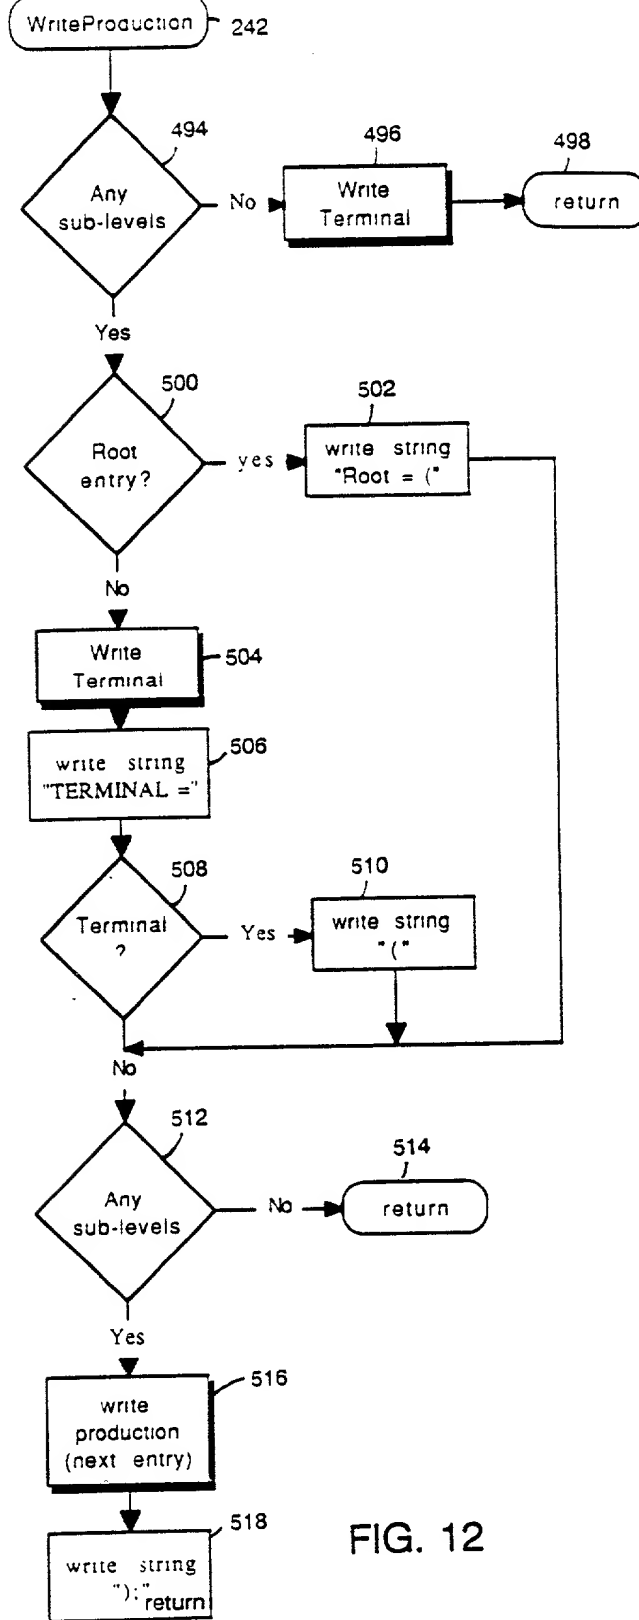 WriteProduction
242
494
Any
sub-levels
No
496
Write
Terminal
498
return
Yes
500
Root
entry?
yes
502
write string
"Root = ("
No
Write
Terminal
504
write string
"TERMINAL ="
506
508
Terminal
?
Yes
510
write string
"("
No
512
Any
sub-levels
No
514
return
Yes
write
production
(next entry)
516
518
write string
"):"
return
FIG. 12